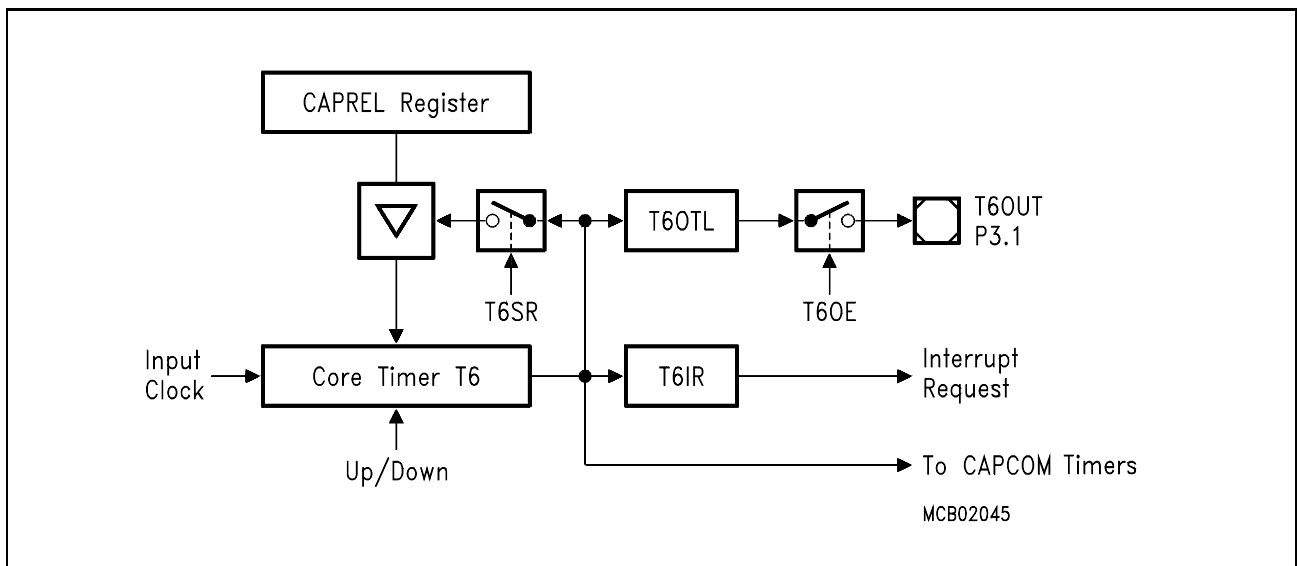 CAPREL Register
T6OTL
T6OUT
P3.1
T6SR
T6OE
Input
Clock
Core Timer T6
T6IR
Interrupt
Request
Up/Down
To CAPCOM Timers
MCB02045